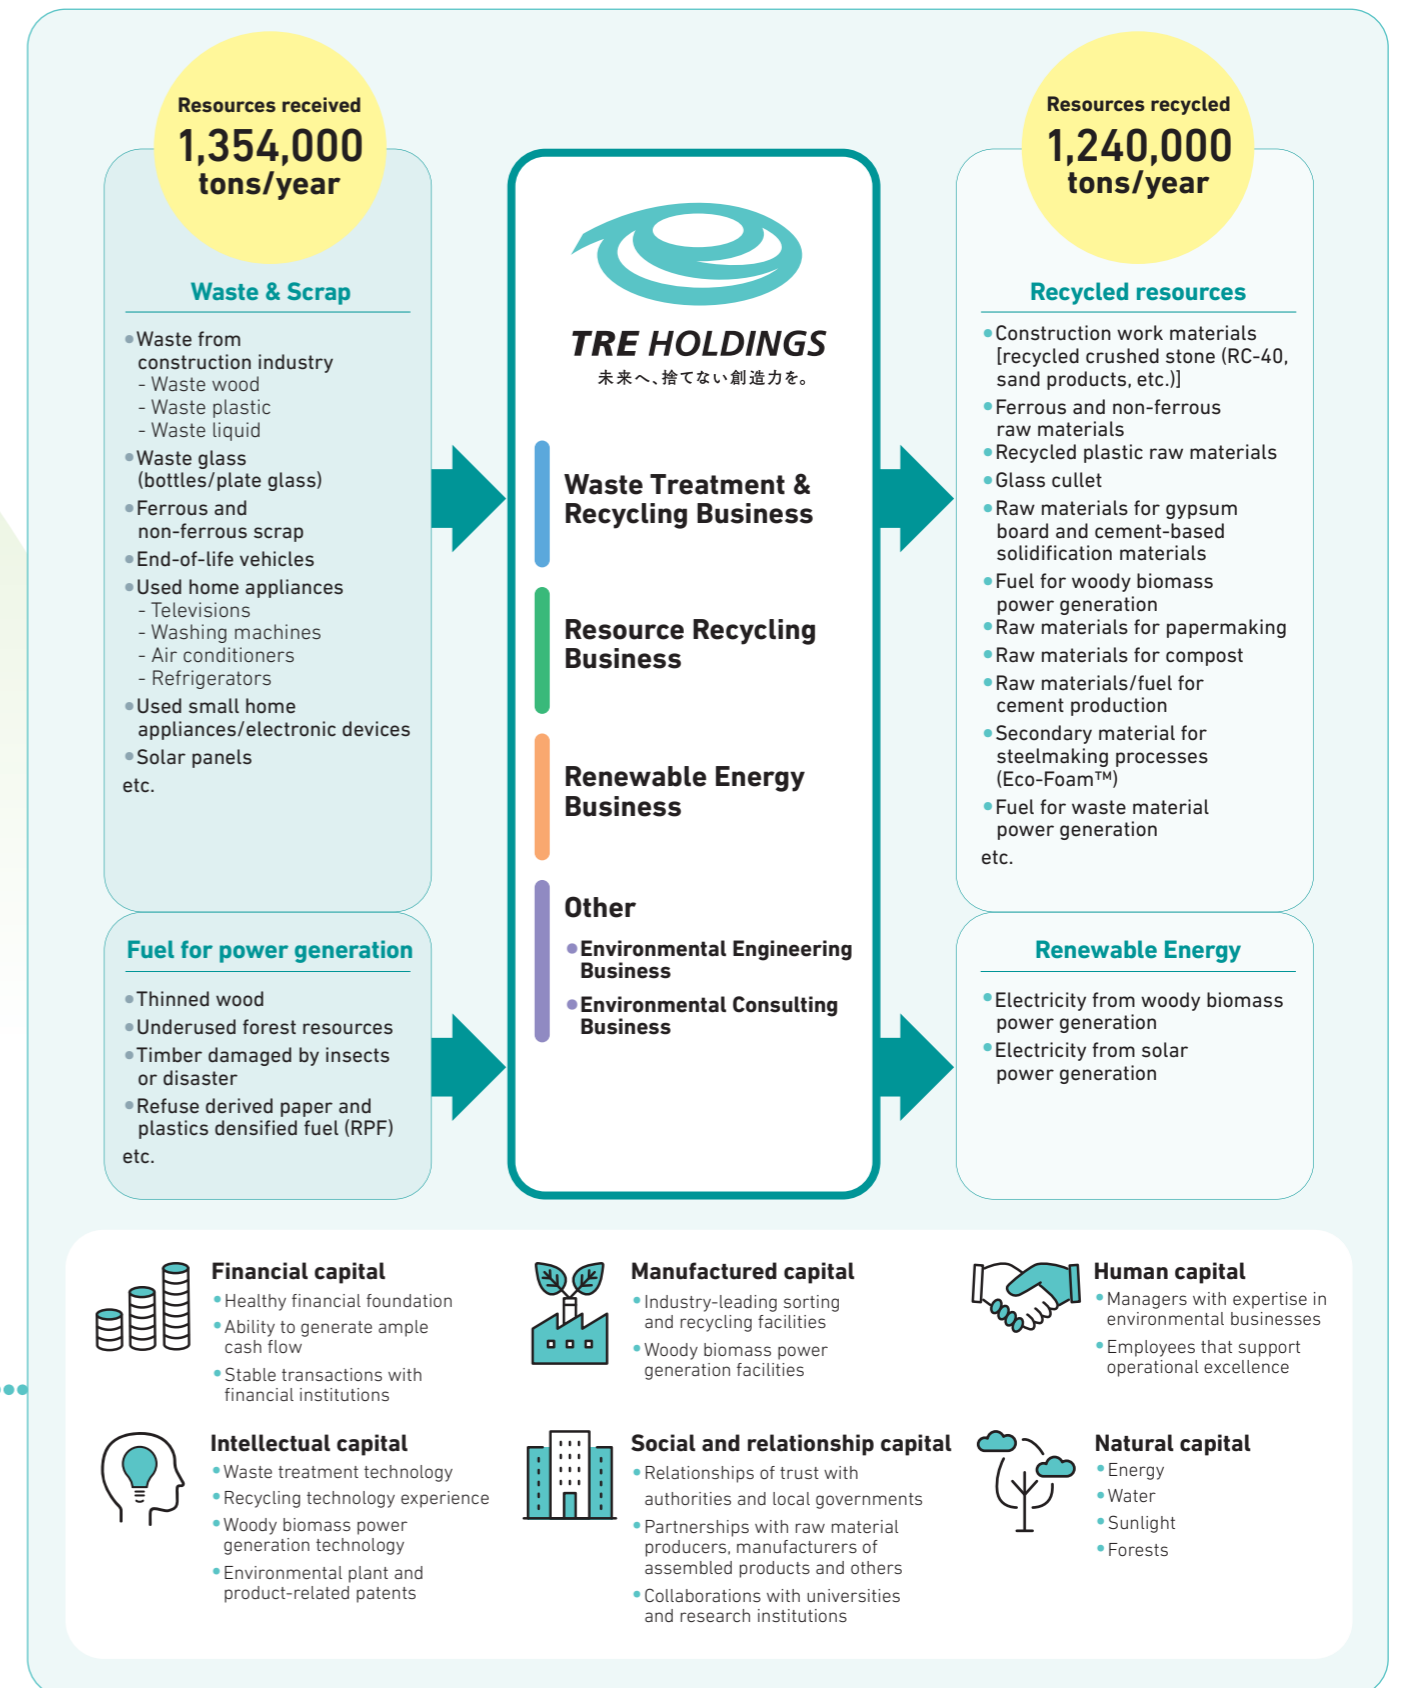 Resources received
1,354,000
tons/year
Waste & Scrap
•Waste from
construction industry
- Waste wood
- Waste plastic
- Waste liquid
•Waste glass
(bottles/plate glass)
•Ferrous and
non-ferrous scrap
•End-of-life vehicles
•Used home appliances
- Televisions
- Washing machines
- Air conditioners
- Refrigerators
•Used small home
appliances/electronic devices
•Solar panels
etc.
Fuel for power generation
•Thinned wood
•Underused forest resources
•Timber damaged by insects
or disaster
•Refuse derived paper and
plastics densified fuel (RPF)
etc.
TRE HOLDINGS
未来へ、捨てない創造力を。
Waste Treatment &
Recycling Business
Resource Recycling
Business
Renewable Energy
Business
Other
•Environmental Engineering
Business
•Environmental Consulting
Business
Resources recycled
1,240,000
tons/year
Recycled resources
•Construction work materials
[recycled crushed stone (RC-40,
sand products, etc.)]
•Ferrous and non-ferrous
raw materials
•Recycled plastic raw materials
•Glass cullet
•Raw materials for gypsum
board and cement-based
solidification materials
•Fuel for woody biomass
power generation
•Raw materials for papermaking
•Raw materials for compost
•Raw materials/fuel for
cement production
•Secondary material for
steelmaking processes
(Eco-Foam™)
•Fuel for waste material
power generation
etc.
Renewable Energy
•Electricity from woody biomass
power generation
•Electricity from solar
power generation
Financial capital
•Healthy financial foundation
•Ability to generate ample
cash flow
•Stable transactions with
financial institutions
Manufactured capital
•Industry-leading sorting
and recycling facilities
•Woody biomass power
generation facilities
Human capital
•Managers with expertise in
environmental businesses
•Employees that support
operational excellence
Intellectual capital
•Waste treatment technology
•Recycling technology experience
•Woody biomass power
generation technology
•Environmental plant and
product-related patents
Social and relationship capital
•Relationships of trust with
authorities and local governments
•Partnerships with raw material
producers, manufacturers of
assembled products and others
•Collaborations with universities
and research institutions
Natural capital
•Energy
•Water
•Sunlight
•Forests